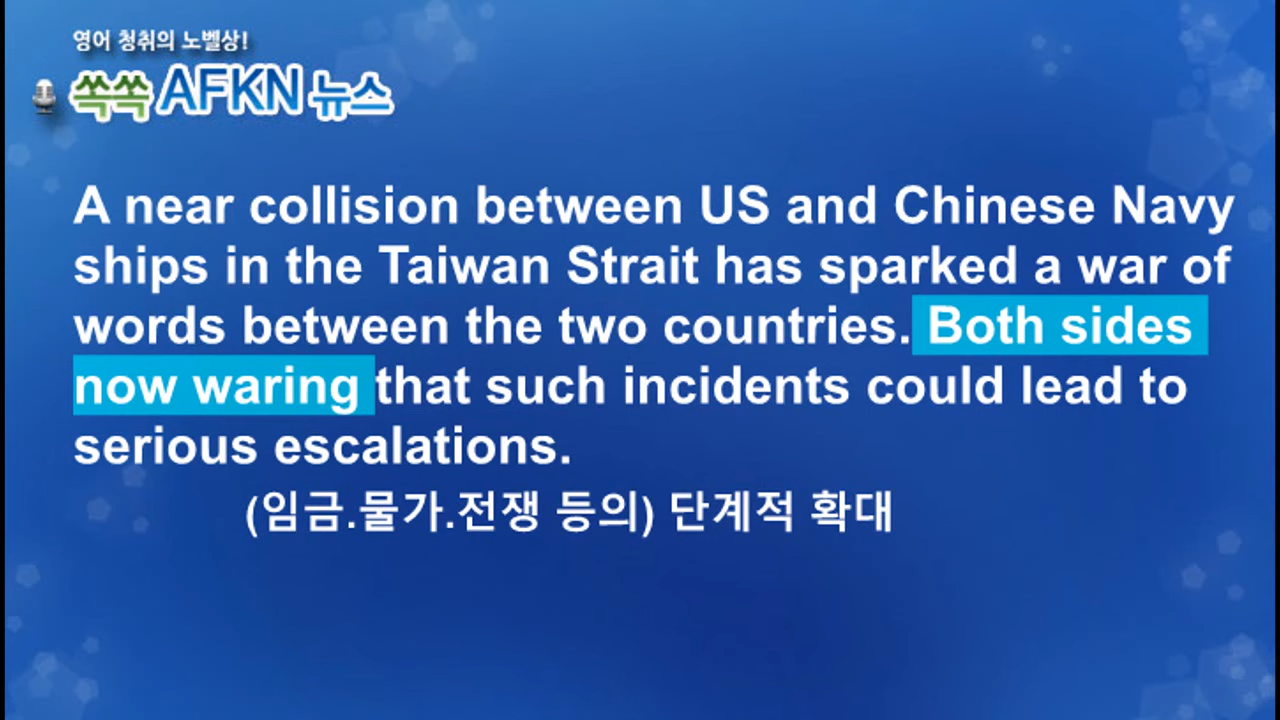 영어 청취의 노벨상!
쏙쏙 AFKN 뉴스
A near collision between US and Chinese Navy
ships in the Taiwan Strait has sparked a war of
words between the two countries. Both sides
now waring that such incidents could lead to
serious escalations.
(임금.물가.전쟁 등의) 단계적 확대